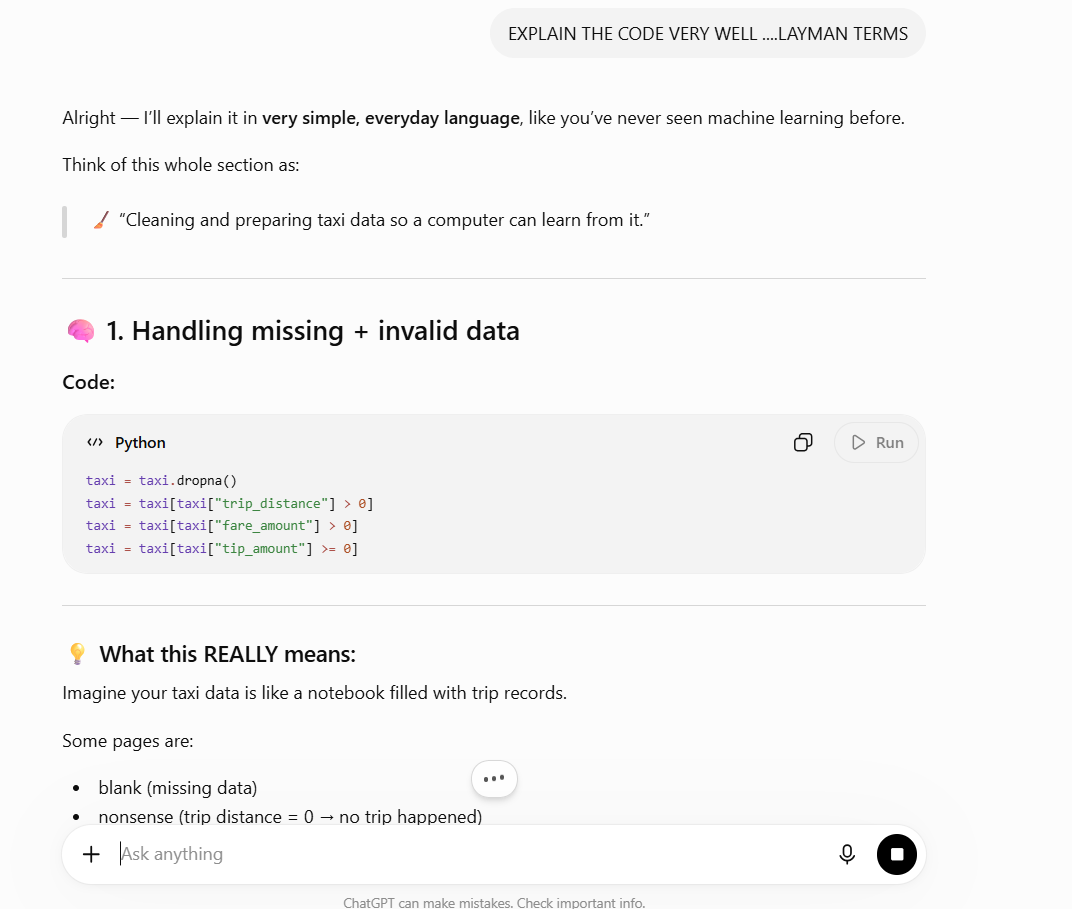 EXPLAIN THE CODE VERY WELL ....LAYMAN TERMS
Alright — I’ll explain it in very simple, everyday language, like you’ve never seen machine learning before.
Think of this whole section as:
🧹 “Cleaning and preparing taxi data so a computer can learn from it.”
🧠 1. Handling missing + invalid data
Code:
</> Python
Run
taxi = taxi.dropna()
taxi = taxi[taxi["trip_distance"] > 0]
taxi = taxi[taxi["fare_amount"] > 0]
taxi = taxi[taxi["tip_amount"] >= 0]
💡 What this REALLY means:
Imagine your taxi data is like a notebook filled with trip records.
Some pages are:
• blank (missing data)
• nonsense (trip distance = 0 → no trip happened)
Ask anything
ChatGPT can make mistakes. Check important info.